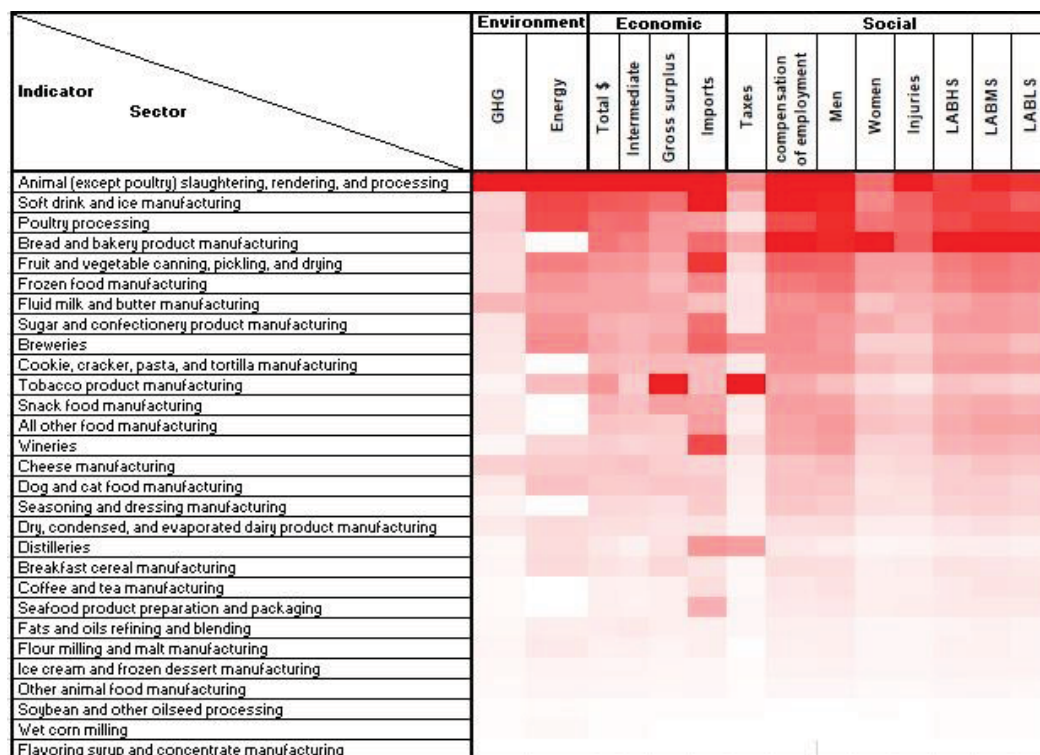 Environment Economic Social
Indicator
Sector
GHG
Energy
Total $
Intermediate
Gross surplus
Imports
Taxes
compensation
of employment
Men
Women
Injuries
LABHS
LABMS
LABLS
Animal (except poultry) slaughtering, rendering, and processing
Soft drink and ice manufacturing
Poultry processing
Bread and bakery product manufacturing
Fruit and vegetable canning, pickling, and drying
Frozen food manufacturing
Fluid milk and butter manufacturing
Sugar and confectionery product manufacturing
Breweries
Cookie, cracker, pasta, and tortilla manufacturing
Tobacco product manufacturing
Snack food manufacturing
All other food manufacturing
Wineries
Cheese manufacturing
Dog and cat food manufacturing
Seasoning and dressing manufacturing
Dry, condensed, and evaporated dairy product manufacturing
Distilleries
Breakfast cereal manufacturing
Coffee and tea manufacturing
Seafood product preparation and packaging
Fats and oils refining and blending
Flour milling and malt manufacturing
Ice cream and frozen dessert manufacturing
Other animal food manufacturing
Soybean and other oilseed processing
Wet corn milling
Flavoring syrup and concentrate manufacturing